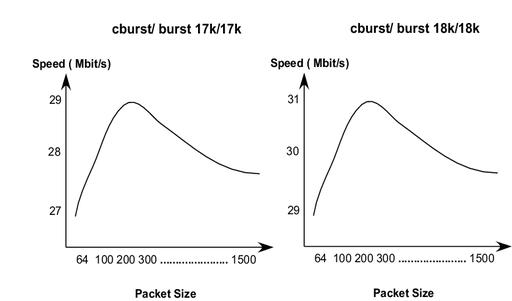 cburst/ burst 17k/17k
Speed ( Mbit/s)
29
28
27
64 100 200 300 ...................... 1500
Packet Size
cburst/ burst 18k/18k
Speed ( Mbit/s)
31
30
29
64 100 200 300 ...................... 1500
Packet Size